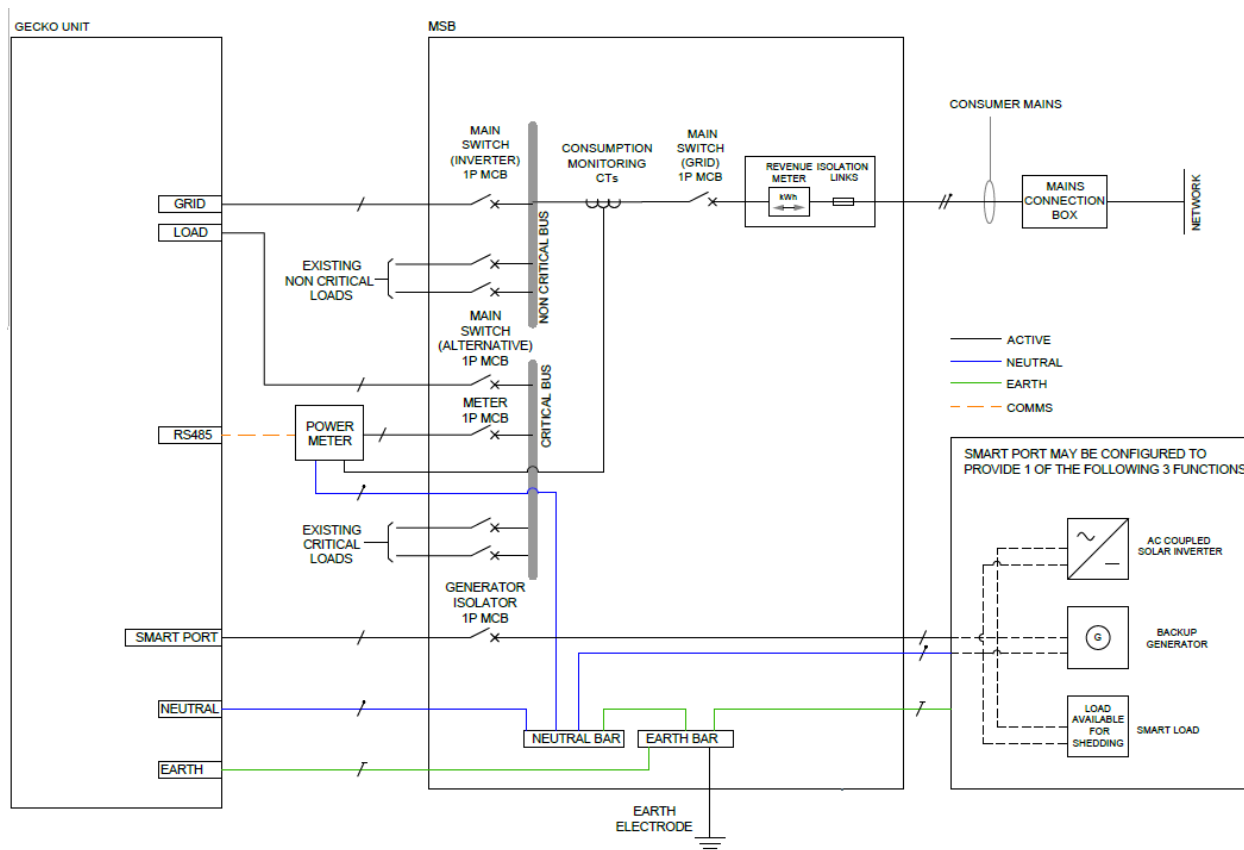 GECKO UNIT
MSB
CONSUMER MAINS
MAIN
SWITCH
(INVERTER)
1P MCB
CONSUMPTION
MONITORING
CTs
MAIN
SWITCH
(GRID)
1P MCB
REVENUE
METER
ISOLATION
LINKS
kWh
MAINS
CONNECTION
BOX
NETWORK
GRID
LOAD
EXISTING
NON CRITICAL
LOADS
NON CRITICAL BUS
MAIN
SWITCH
(ALTERNATIVE)
1P MCB
ACTIVE
NEUTRAL
EARTH
COMMS
METER
1P MCB
CRITICAL BUS
RS485
POWER
METER
SMART PORT MAY BE CONFIGURED TO
PROVIDE 1 OF THE FOLLOWING 3 FUNCTIONS
EXISTING
CRITICAL
LOADS
AC COUPLED
SOLAR INVERTER
GENERATOR
ISOLATOR
1P MCB
SMART PORT
G
BACKUP
GENERATOR
NEUTRAL
NEUTRAL BAR
EARTH BAR
LOAD
AVAILABLE
FOR
SHEDDING
SMART LOAD
EARTH
EARTH
ELECTRODE